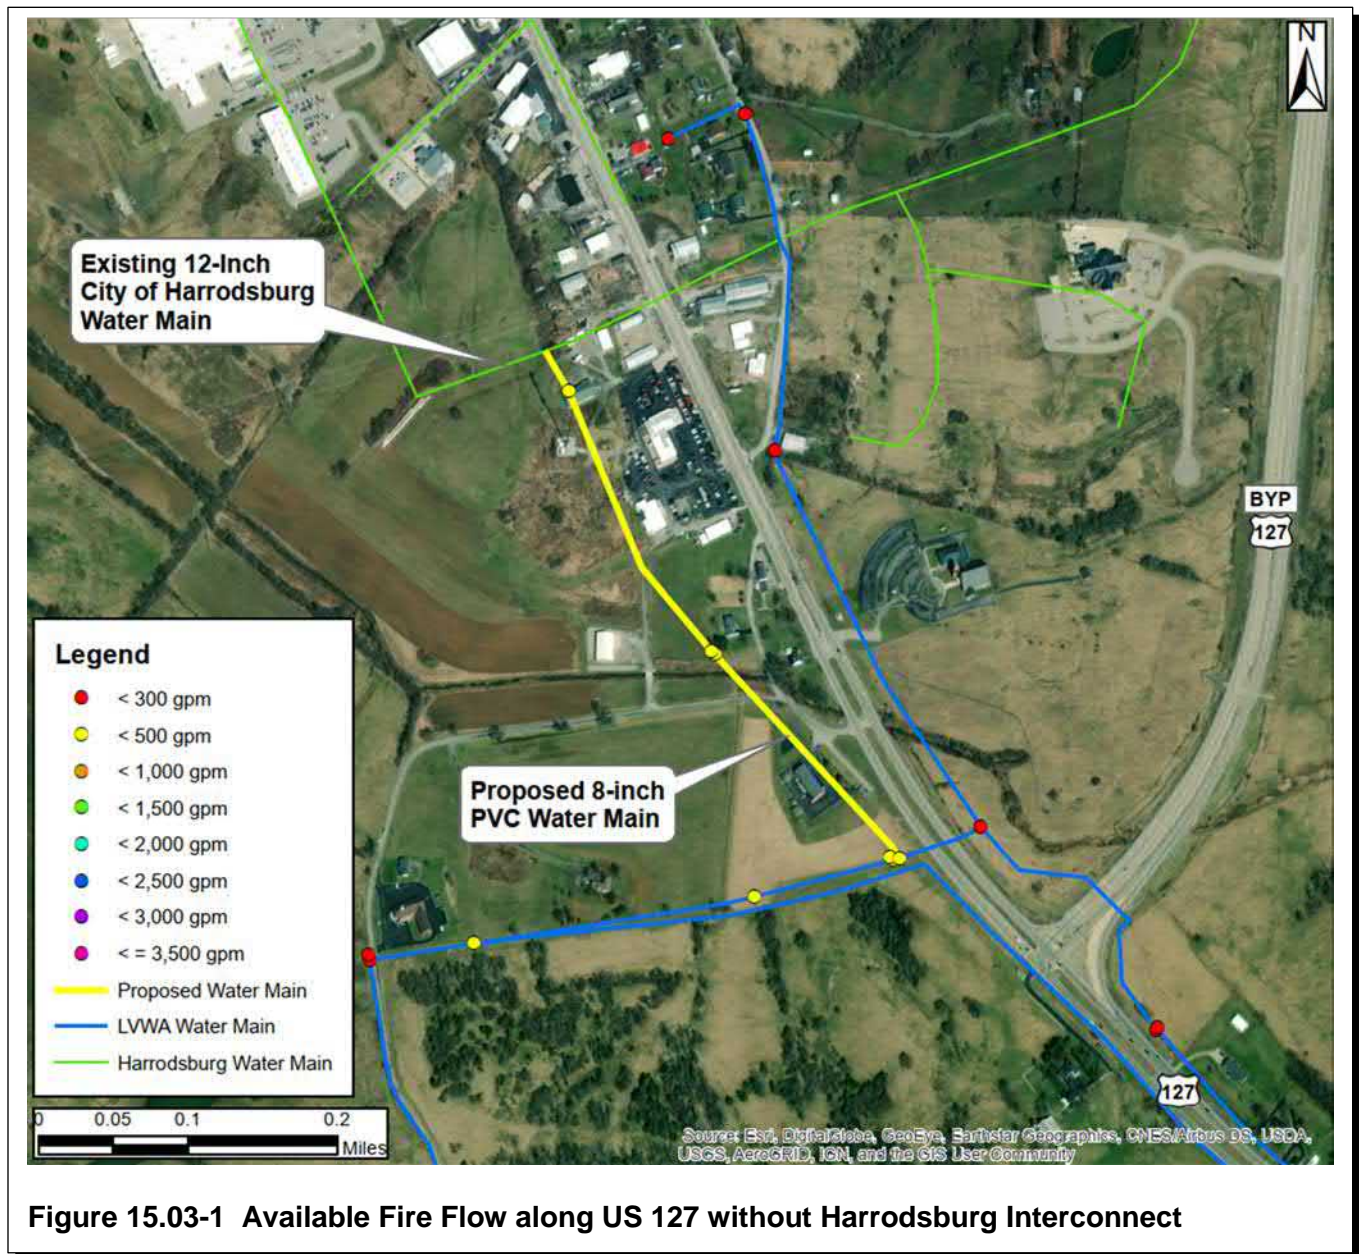 N
Existing 12-Inch
City of Harrodsburg
Water Main
BYP
127
Legend
< 300 gpm
< 500 gpm
< 1,000 gpm
< 1,500 gpm
< 2,000 gpm
< 2,500 gpm
< 3,000 gpm
< = 3,500 gpm
Proposed Water Main
LVWA Water Main
Harrodsburg Water Main
Proposed 8-inch
PVC Water Main
127
0 0.05 0.1 0.2
Miles
Source: Esri, DigitalGlobe, GeoEye, Earthstar Geographics, CNES/Airbus DS, USDA,
USGS, AeroGRID, IGN, and the GIS User Community
Figure 15.03-1 Available Fire Flow along US 127 without Harrodsburg Interconnect